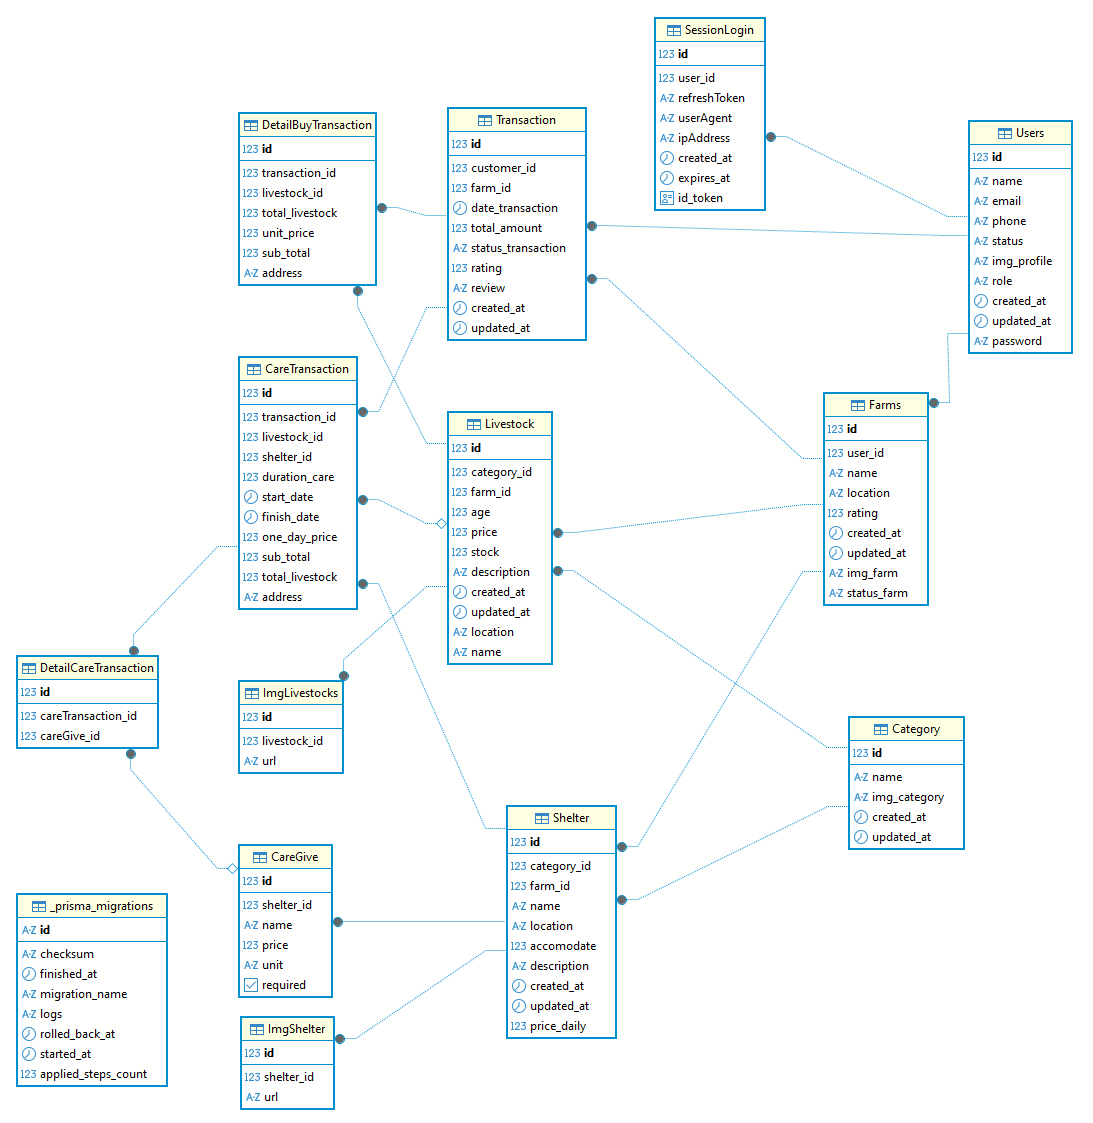 SessionLogin
123 id
123 user_id
A-Z refreshToken
A-Z userAgent
A-Z ipAddress
created_at
expires_at
id_token
DetailBuyTransaction
123 id
123 transaction_id
123 livestock_id
123 total_livestock
123 unit_price
123 sub_total
A-Z address
Transaction
123 id
123 customer_id
123 farm_id
date_transaction
123 total_amount
A-Z status_transaction
123 rating
A-Z review
created_at
updated_at
Users
123 id
A-Z name
A-Z email
A-Z phone
A-Z status
A-Z img_profile
A-Z role
created_at
updated_at
A-Z password
CareTransaction
123 id
123 transaction_id
123 livestock_id
123 shelter_id
123 duration_care
start_date
finish_date
123 one_day_price
123 sub_total
123 total_livestock
A-Z address
Livestock
123 id
123 category_id
123 farm_id
123 age
123 price
123 stock
A-Z description
created_at
updated_at
A-Z location
A-Z name
Farms
123 id
123 user_id
A-Z name
A-Z location
123 rating
created_at
updated_at
A-Z img_farm
A-Z status_farm
DetailCareTransaction
123 id
123 careTransaction_id
123 careGive_id
ImgLivestocks
123 id
123 livestock_id
A-Z url
Category
123 id
A-Z name
A-Z img_category
created_at
updated_at
Shelter
123 id
123 category_id
123 farm_id
A-Z name
A-Z location
123 accomodate
A-Z description
created_at
updated_at
123 price_daily
CareGive
123 id
123 shelter_id
A-Z name
123 price
A-Z unit
required
_prisma_migrations
A-Z id
A-Z checksum
finished_at
A-Z migration_name
A-Z logs
rolled_back_at
started_at
123 applied_steps_count
ImgShelter
123 id
123 shelter_id
A-Z url